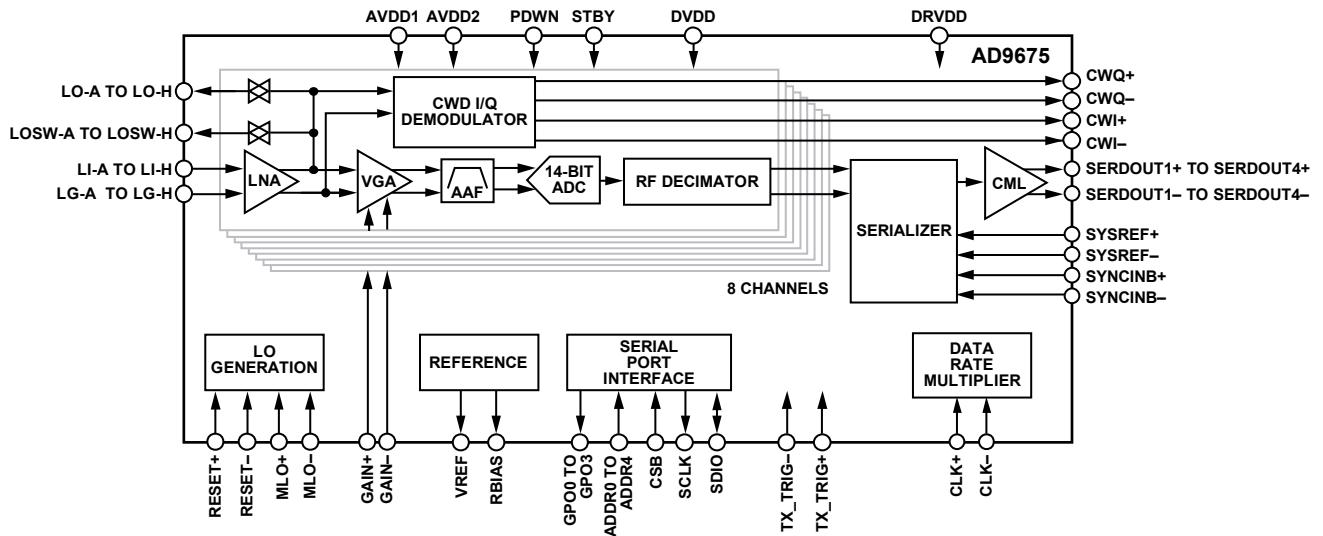 AVDD1 AVDD2 PDWN STBY DVDD DRVDD
AD9675
LO-A TO LO-H
LOSW-A TO LOSW-H
LI-A TO LI-H
LG-A TO LG-H
CWD I/Q
DEMODULATOR
LNA
VGA
AAF
14-BIT
ADC
RF DECIMATOR
8 CHANNELS
SERIALIZER
CML
CWQ+
CWQ–
CWI+
CWI–
SERDOUT1+ TO SERDOUT4+
SERDOUT1– TO SERDOUT4–
SYSREF+
SYSREF–
SYNCINB+
SYNCINB–
LO
GENERATION
REFERENCE
SERIAL
PORT
INTERFACE
DATA
RATE
MULTIPLIER
RESET+
RESET–
MLO+
MLO–
GAIN+
GAIN–
VREF
RBIAS
GPO0 TO
GPO3
ADDR0 TO
ADDR4
CSB
SCLK
SDIO
TX_TRIG–
TX_TRIG+
CLK+
CLK–